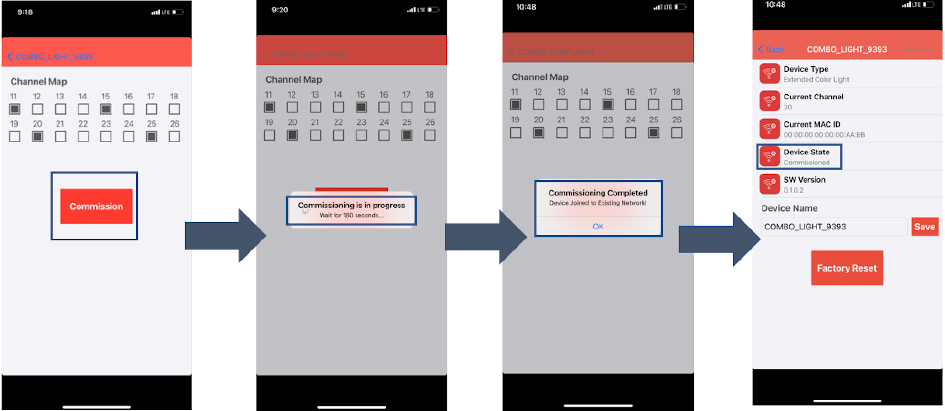 9:18
LTE
COMBO_LIGHT_9393
Channel Map
11 12 13 14 15 16 17 18
19 20 21 22 23 24 25 26
Commission
9:20
LTE
COMBO_LIGHT_9393
Channel Map
11 12 13 14 15 16 17 18
19 20 21 22 23 24 25 26
Commissioning is in progress
Wait for 180 seconds...
10:48
LTE
COMBO_LIGHT_9393
Channel Map
11 12 13 14 15 16 17 18
19 20 21 22 23 24 25 26
Commissioning Completed
Device Joined to Existing Network!
OK
10:48
LTE
Back COMBO_LIGHT_9393
Device Type
Extended Color Light
Current Channel
20
Current MAC ID
00:00:00:00:00:00:AA:BB
Device State
Commissioned
SW Version
0.1.0.2
Device Name
COMBO_LIGHT_9393 Save
Factory Reset